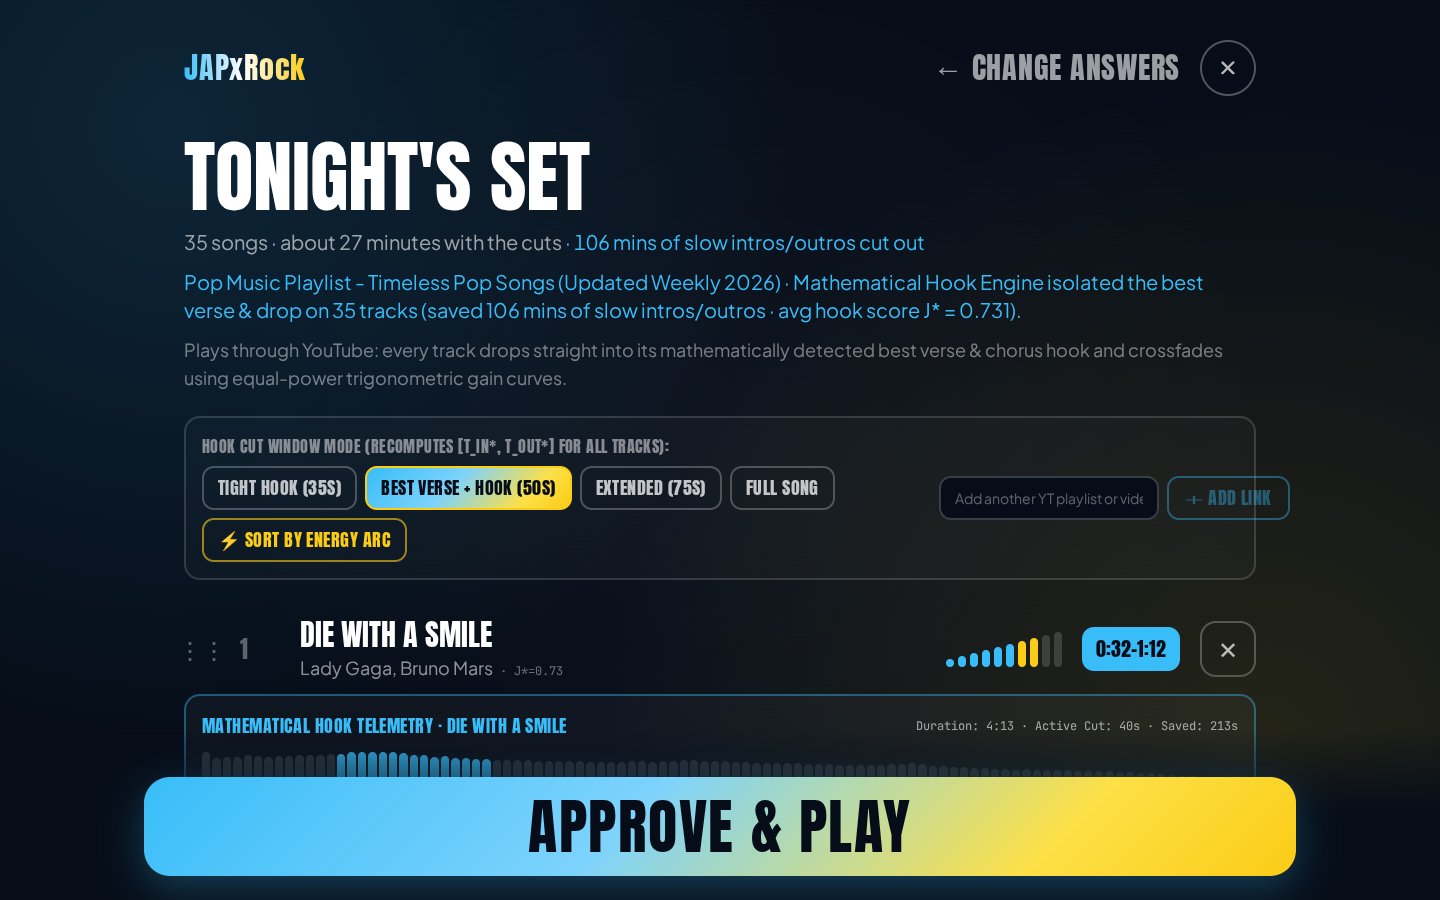 JAPxRock
← CHANGE ANSWERS ✕
TONIGHT'S SET
35 songs · about 27 minutes with the cuts · 106 mins of slow intros/outros cut out
Pop Music Playlist - Timeless Pop Songs (Updated Weekly 2026) · Mathematical Hook Engine isolated the best
verse & drop on 35 tracks (saved 106 mins of slow intros/outros · avg hook score J* = 0.731).
Plays through YouTube: every track drops straight into its mathematically detected best verse & chorus hook and crossfades
using equal-power trigonometric gain curves.
HOOK CUT WINDOW MODE (RECOMPUTES [T_IN*, T_OUT*] FOR ALL TRACKS):
TIGHT HOOK (35S) BEST VERSE + HOOK (50S) EXTENDED (75S) FULL SONG
⚡ SORT BY ENERGY ARC
Add another YT playlist or vide + ADD LINK
1 DIE WITH A SMILE
Lady Gaga, Bruno Mars · J*=0.73
0:32-1:12 ✕
MATHEMATICAL HOOK TELEMETRY · DIE WITH A SMILE
Duration: 4:13 · Active Cut: 40s · Saved: 213s
APPROVE & PLAY